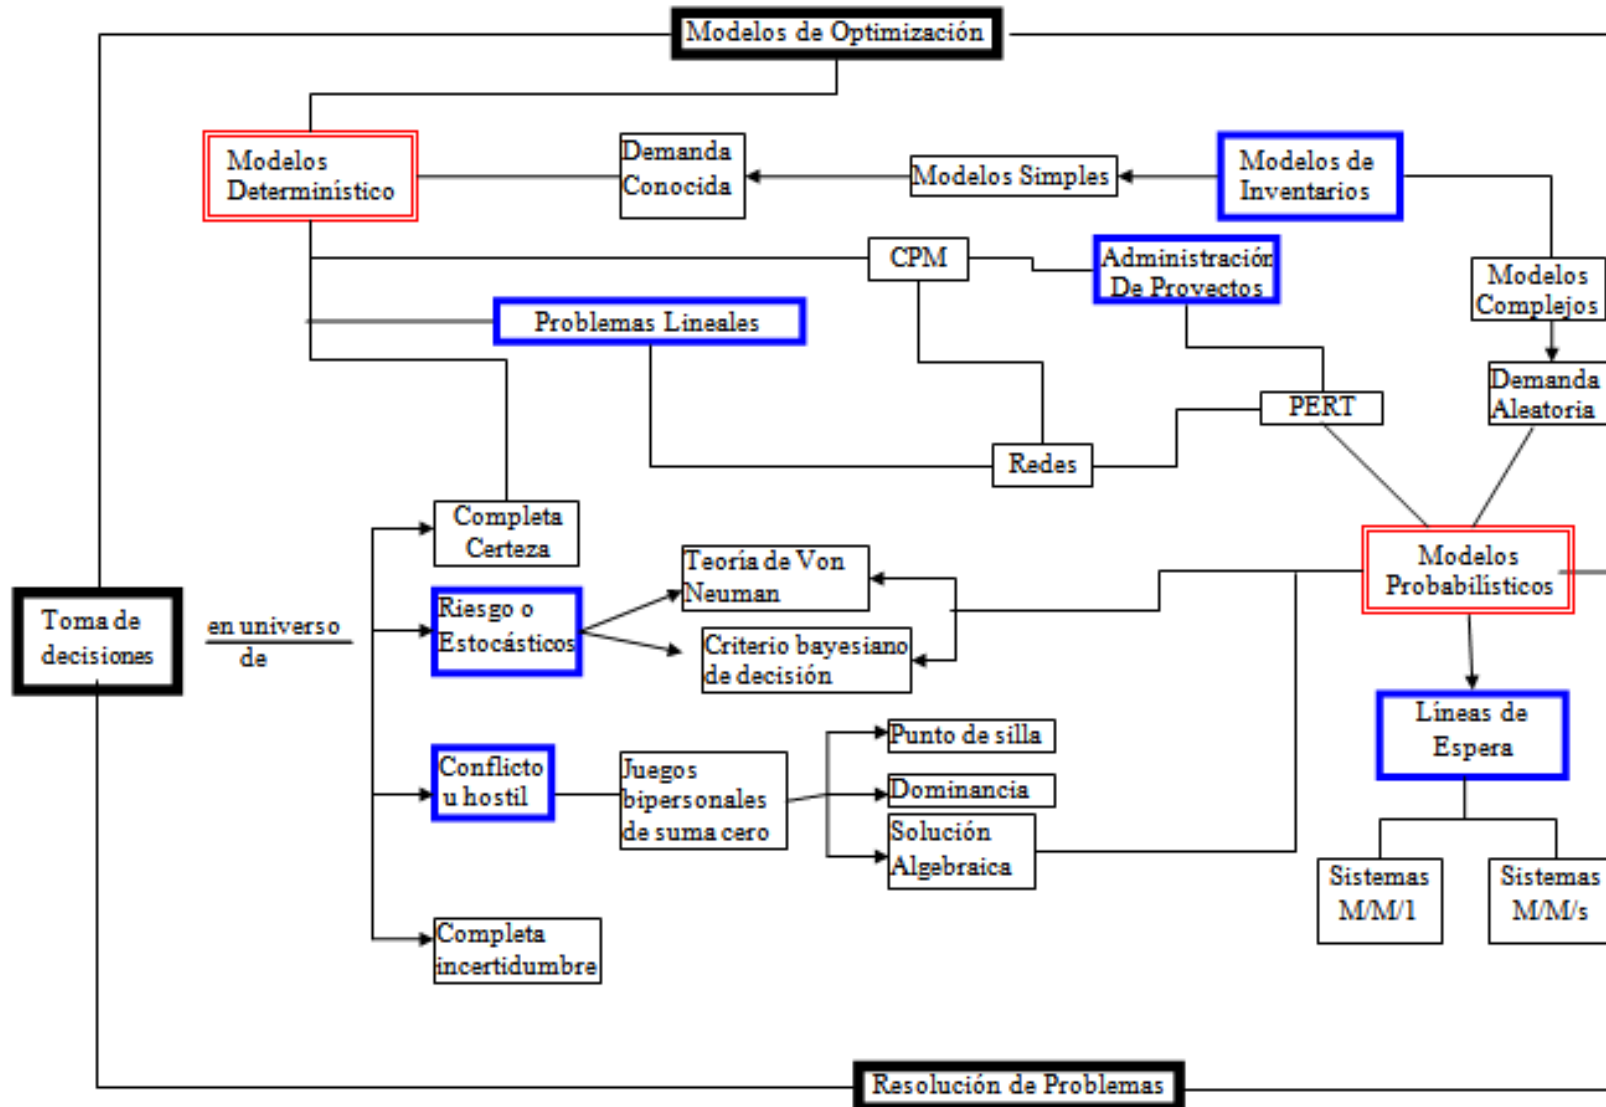 Modelos de Optimización
Modelos
Determinístico
Demanda
Conocida
Modelos Simples
Modelos de
Inventarios
CPM
Administración
De Proyectos
Modelos
Complejos
Problemas Lineales
Demanda
Aleatoria
PERT
Redes
Completa
Certeza
Modelos
Probabilísticos
Teoría de Von
Neuman
Riesgo o
Estocásticos
Toma de
decisiones
en universo
de
Criterio bayesiano
de decisión
Líneas de
Espera
Punto de silla
Conflicto
u hostil
Juegos
bipersonales
de suma cero
Dominancia
Solución
Algebraica
Sistemas
M/M/1
Sistemas
M/M/s
Completa
incertidumbre
Resolución de Problemas